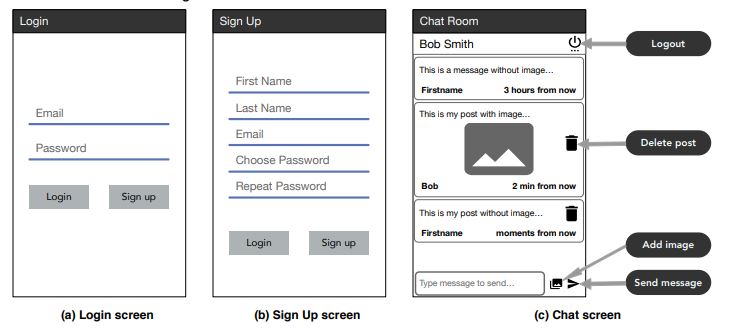 Login
Email
Password
Login Sign up
(a) Login screen
Sign Up
First Name
Last Name
Email
Choose Password
Repeat Password
Login Sign up
(b) Sign Up screen
Chat Room
Bob Smith
Logout
This is a message without image...
Firstname 3 hours from now
This is my post with image...
Delete post
Bob 2 min from now
This is my post without image...
Firstname moments from now
Add image
Type message to send...
Send message
(c) Chat screen